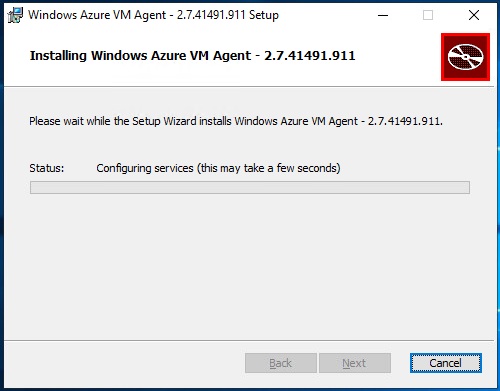 Windows Azure VM Agent - 2.7.41491.911 Setup
Installing Windows Azure VM Agent - 2.7.41491.911
Please wait while the Setup Wizard installs Windows Azure VM Agent - 2.7.41491.911.
Status: Configuring services (this may take a few seconds)
Back Next Cancel